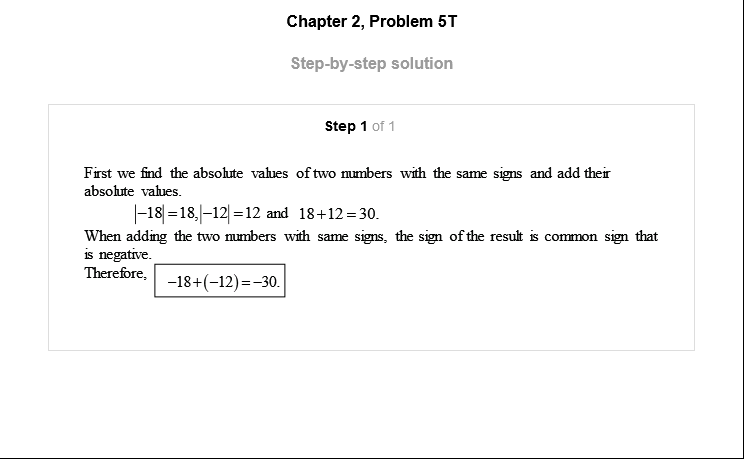 Chapter 2, Problem 5T
Step-by-step solution
Step 1 of 1
First we find the absolute values of two numbers with the same signs and add their
absolute values.
|−18|=18,|−12|=12 and 18+12=30.
When adding the two numbers with same signs, the sign of the result is common sign that
is negative.
Therefore, −18+(−12)=−30.